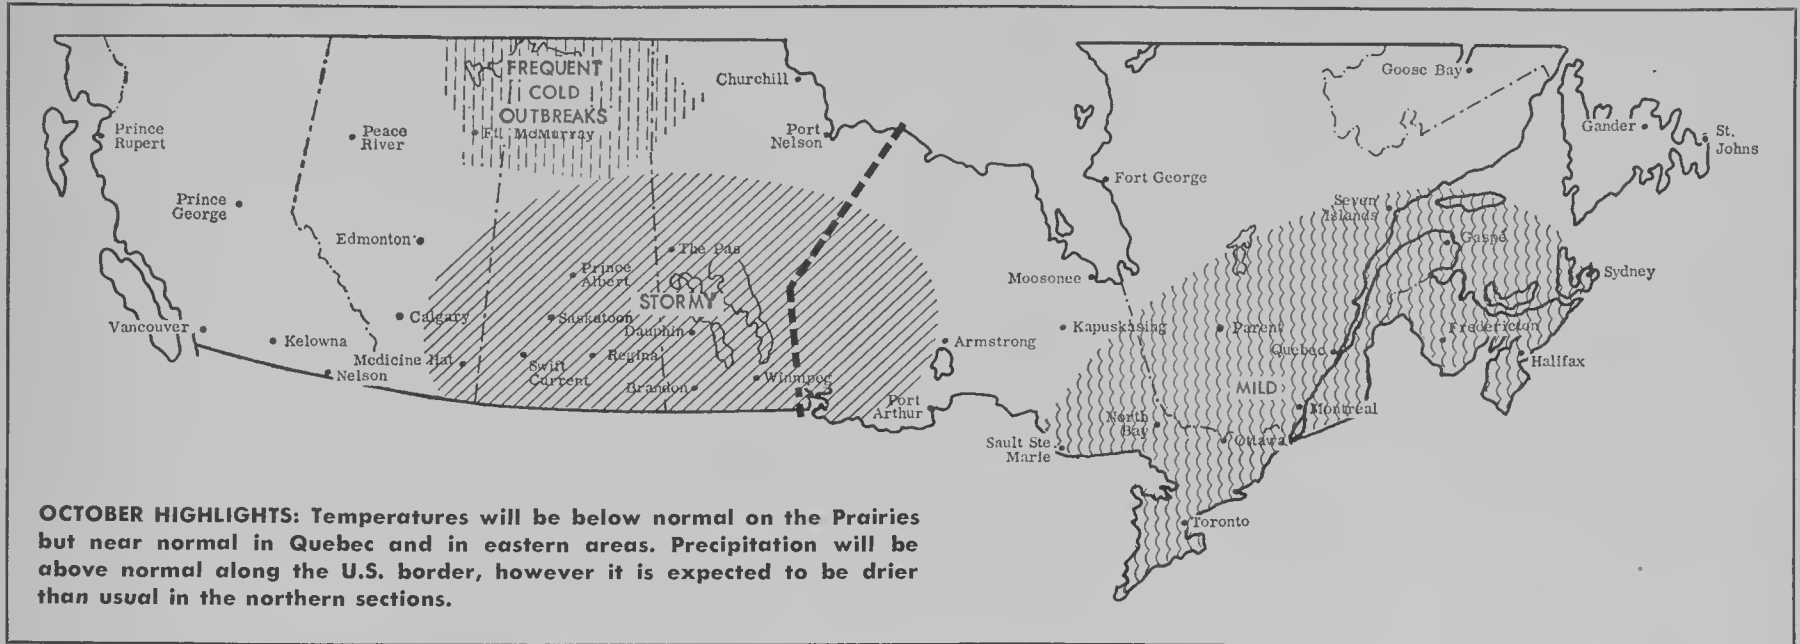 FREQUENT
COLD
OUTBREAKS
Churchill
Goose Bay
Prince
Rupert
Peace
River
Ft. McMurray
Port
Nelson
Gander
St.
Johns
Prince
George
Fort George
Seven
Islands
Edmonton
The Pas
Gaspé
Prince
Albert
Moosonee
Sydney
STORMY
Vancouver
Calgary
Saskatoon
Dauphin
Kapuskasing
Parent
Fredericton
Kelowna
Armstrong
Medicine Hat
Nelson
Swift
Current
Regina
Quebec
Halifax
Brandon
Winnipeg
MILD
Port
Arthur
North
Bay
Montreal
Sault Ste.
Marie
Ottawa
Toronto
OCTOBER HIGHLIGHTS: Temperatures will be below normal on the Prairies
but near normal in Quebec and in eastern areas. Precipitation will be
above normal along the U.S. border, however it is expected to be drier
than usual in the northern sections.